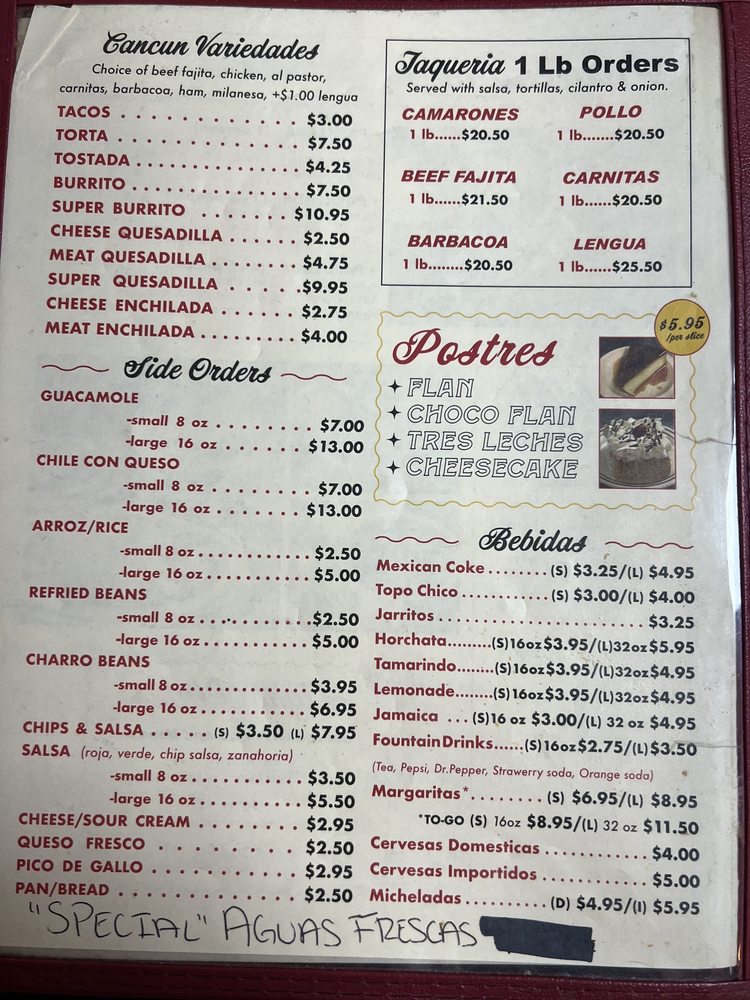 Cancun Variedades
Choice of beef fajita, chicken, al pastor,
carnitas, barbacoa, ham, milanesa, +$1.00 lengua
TACOS . . . . . . . . . . . . . $3.00
TORTA . . . . . . . . . . . . . $7.50
TOSTADA . . . . . . . . . . . . . . $4.25
BURRITO . . . . . . . . . . . . . . $7.50
SUPER BURRITO . . . . . . . $10.95
CHEESE QUESADILLA . . . . . . $2.50
MEAT QUESADILLA . . . . . . . . $4.75
SUPER QUESADILLA . . . . .$9.95
CHEESE ENCHILADA . . . . . . . $2.75
MEAT ENCHILADA . . . . . . . . . $4.00
Side Orders
GUACAMOLE
-small 8 oz . . . . . . . . $7.00
-large 16 oz . . . . . . . $13.00
CHILE CON QUESO
-small 8 oz . . . . . . . . $7.00
-large 16 oz . . . . . . . $13.00
ARROZ/RICE
-small 8 oz . . . . . . . . . . . $2.50
-large 16 oz . . . . . . . . . . $5.00
REFRIED BEANS
-small 8 oz . . . . . . . . . . .$2.50
-large 16 oz . . . . . . . . . . $5.00
CHARRO BEANS
-small 8 oz . . . . . . . . . . . . $3.95
-large 16 oz . . . . . . . . . . . $6.95
CHIPS & SALSA . . . . . (S) $3.50 (L) $7.95
SALSA (roja, verde, chip salsa, zanahoria)
-small 8 oz . . . . . . . . . . . . $3.50
-large 16 oz . . . . . . . . . . . $5.50
CHEESE/SOUR CREAM . . . . . . . . $2.95
QUESO FRESCO . . . . . . . $2.50
PICO DE GALLO . . . . . . . . . . . . $2.95
PAN/BREAD . . . . . . . . . . . . . . $2.50
Taqueria 1 Lb Orders
Served with salsa, tortillas, cilantro & onion.
CAMARONES POLLO
1 lb......$20.50 1 lb......$20.50
BEEF FAJITA CARNITAS
1 lb......$21.50 1 lb......$20.50
BARBACOA LENGUA
1 lb........$20.50 1 lb......$25.50
$5.95
/per slice
Postres
FLAN
CHOCO FLAN
TRES LECHES
CHEESECAKE
Bebidas
Mexican Coke . . . . . . . . (S) $3.25/(L) $4.95
Topo Chico . . . . . . . . . . . (S) $3.00/(L) $4.00
Jarritos . . . . . . . . . . . . . . . . . . . . . . . $3.25
Horchata.........(S)16oz$3.95/(L)32oz$5.95
Tamarindo........(S)16oz$3.95/(L)32oz$4.95
Lemonade........(S)16oz$3.95/(L)32oz$4.95
Jamaica . . . (S)16 oz $3.00/(L) 32 oz $4.95
Fountain Drinks......(S)16oz$2.75/(L)$3.50
(Tea, Pepsi, Dr.Pepper, Strawerry soda, Orange soda)
Margaritas*. . . . . . . . (S) $6.95/(L) $8.95
*TO-GO (S) 16oz $8.95/(L) 32 oz $11.50
Cervesas Domesticas . . . . . . . . . . . . $4.00
Cervesas Importidos . . . . . . . . . . . . $5.00
Micheladas . . . . . . . . . . (D) $4.95/(I) $5.95
"SPECIAL" AGUAS FRESCAS